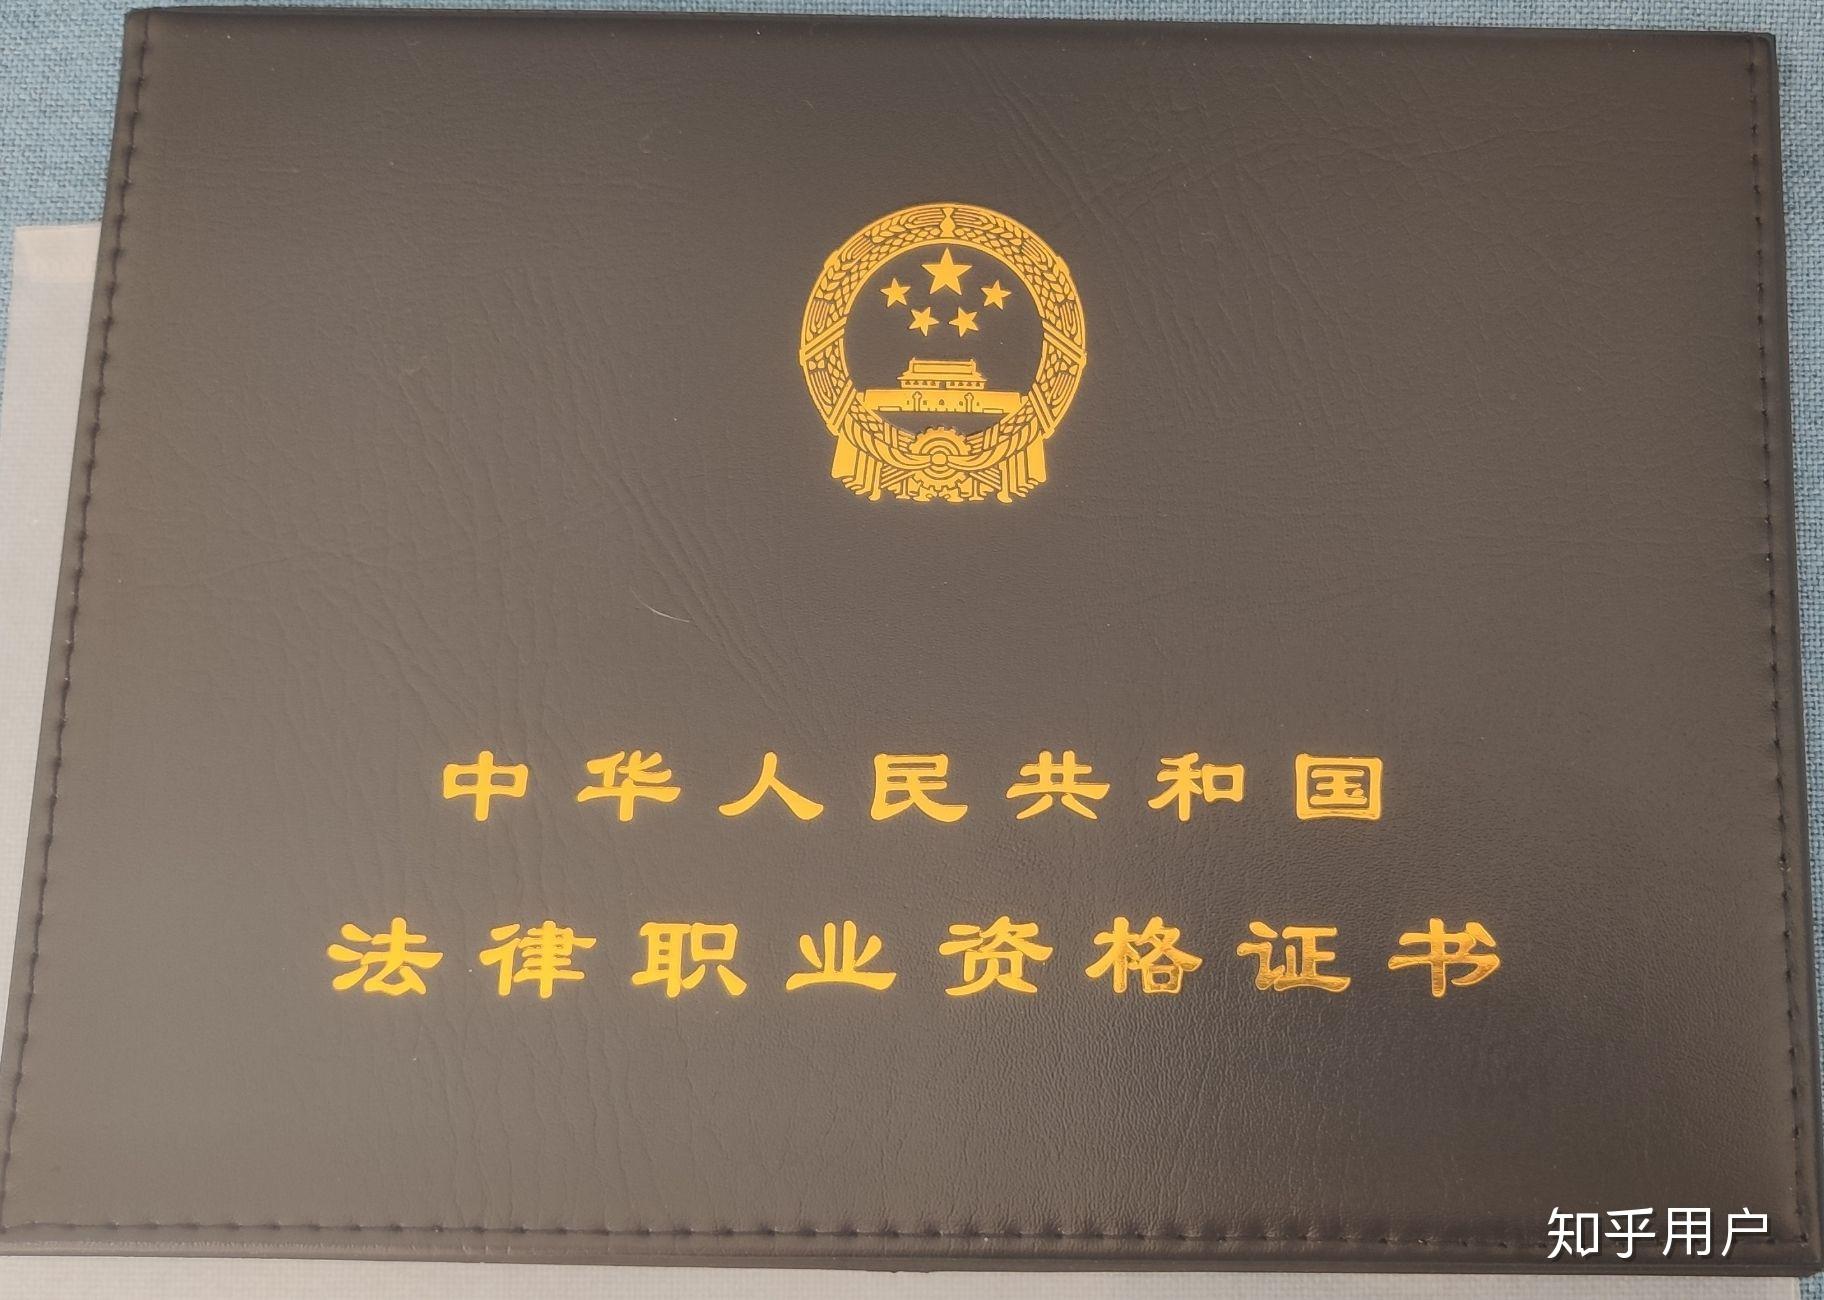 中华人民共和国
法律职业资格证书
知乎用户